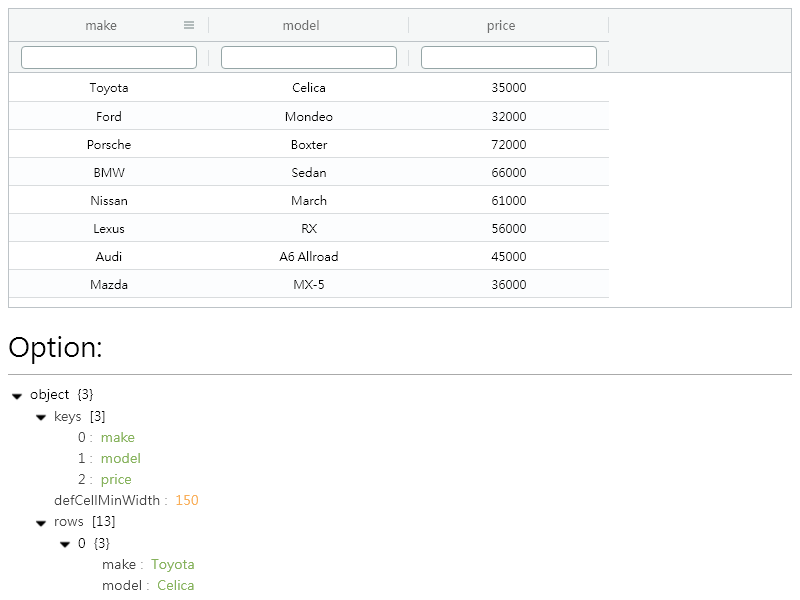 make model price
Toyota Celica 35000
Ford Mondeo 32000
Porsche Boxter 72000
BMW Sedan 66000
Nissan March 61000
Lexus RX 56000
Audi A6 Allroad 45000
Mazda MX-5 36000
Option:
object {3}
keys [3]
0 : make
1 : model
2 : price
defCellMinWidth : 150
rows [13]
0 {3}
make : Toyota
model : Celica